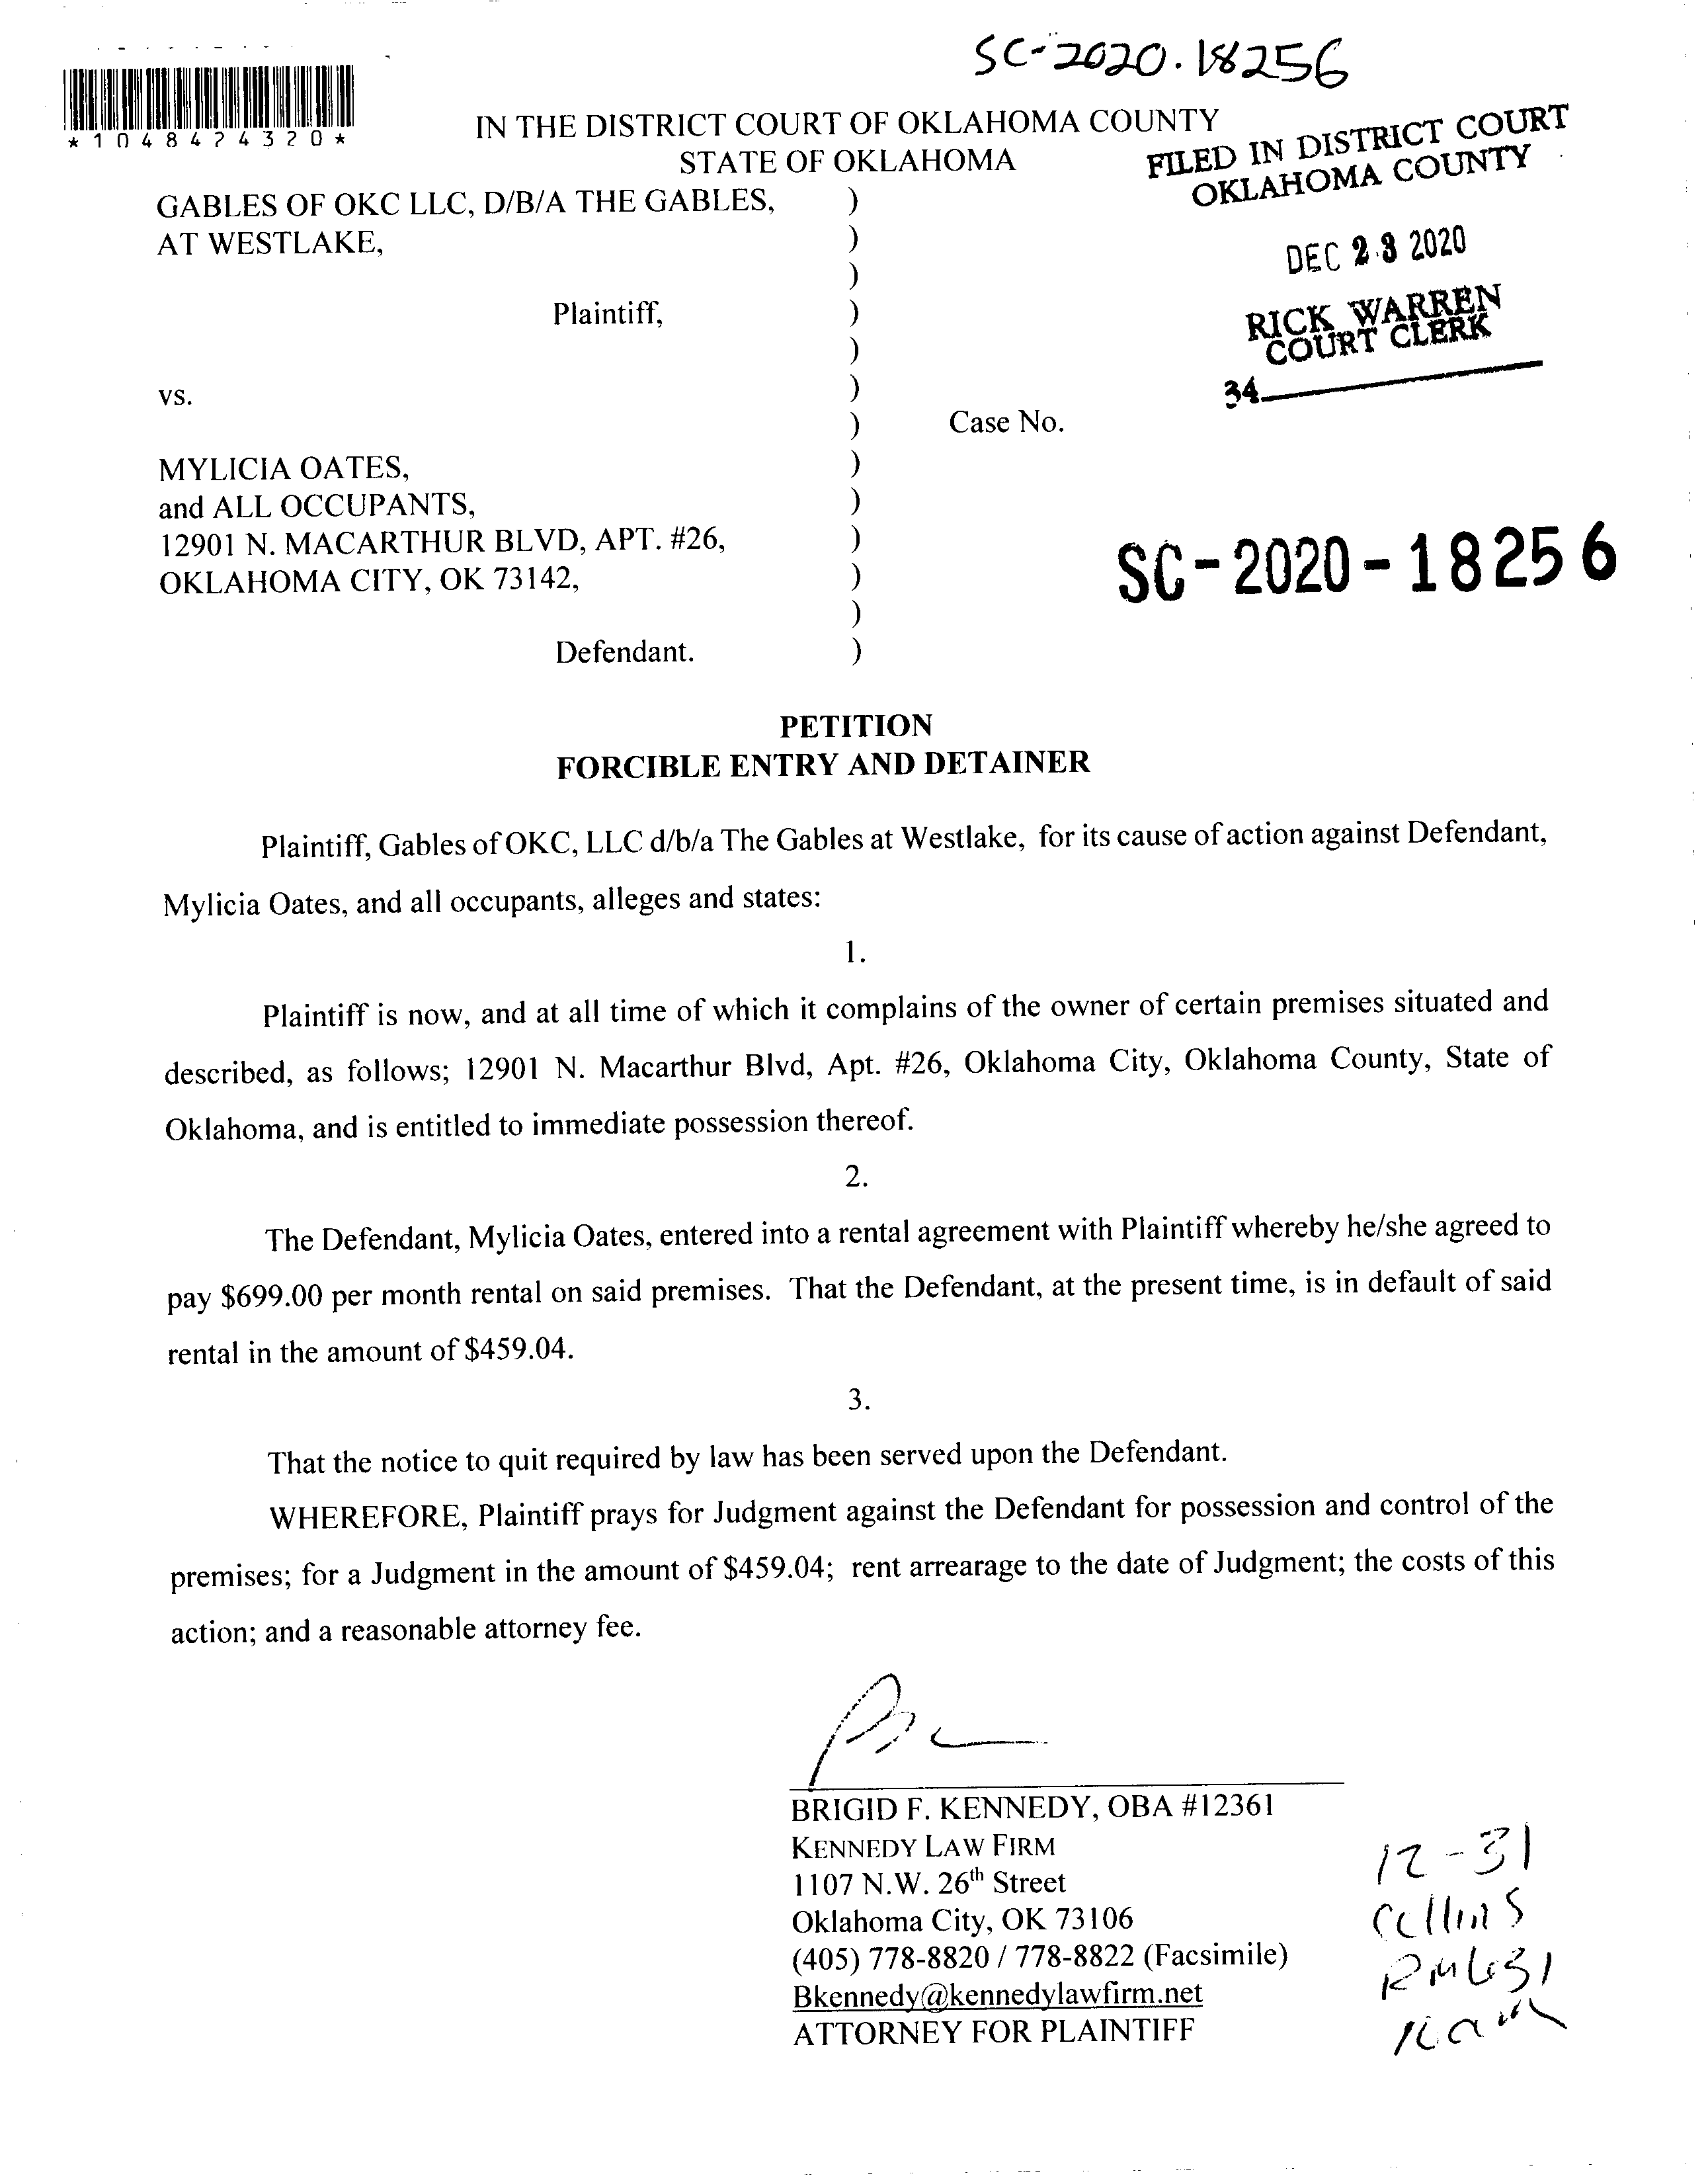 SC-2020-18256
*1048424320*
IN THE DISTRICT COURT OF OKLAHOMA COUNTY
STATE OF OKLAHOMA
FILED IN DISTRICT COURT
OKLAHOMA COUNTY
DEC 23 2020
RICK WARREN
COURT CLERK
34
GABLES OF OKC LLC, D/B/A THE GABLES, )
AT WESTLAKE, )
)
Plaintiff, )
)
vs. )
) Case No.
MYLICIA OATES, )
and ALL OCCUPANTS, )
12901 N. MACARTHUR BLVD, APT. #26, )
OKLAHOMA CITY, OK 73142, )
)
Defendant. )
SC-2020-18256
PETITION
FORCIBLE ENTRY AND DETAINER
Plaintiff, Gables of OKC, LLC d/b/a The Gables at Westlake, for its cause of action against Defendant,
Mylicia Oates, and all occupants, alleges and states:
1.
Plaintiff is now, and at all time of which it complains of the owner of certain premises situated and
described, as follows; 12901 N. Macarthur Blvd, Apt. #26, Oklahoma City, Oklahoma County, State of
Oklahoma, and is entitled to immediate possession thereof.
2.
The Defendant, Mylicia Oates, entered into a rental agreement with Plaintiff whereby he/she agreed to
pay $699.00 per month rental on said premises. That the Defendant, at the present time, is in default of said
rental in the amount of $459.04.
3.
That the notice to quit required by law has been served upon the Defendant.
WHEREFORE, Plaintiff prays for Judgment against the Defendant for possession and control of the
premises; for a Judgment in the amount of $459.04; rent arrearage to the date of Judgment; the costs of this
action; and a reasonable attorney fee.
BRIGID F. KENNEDY, OBA #12361
KENNEDY LAW FIRM
1107 N.W. 26th Street
Oklahoma City, OK 73106
(405) 778-8820 / 778-8822 (Facsimile)
Bkennedy@kennedylawfirm.net
ATTORNEY FOR PLAINTIFF
12-31
Collins